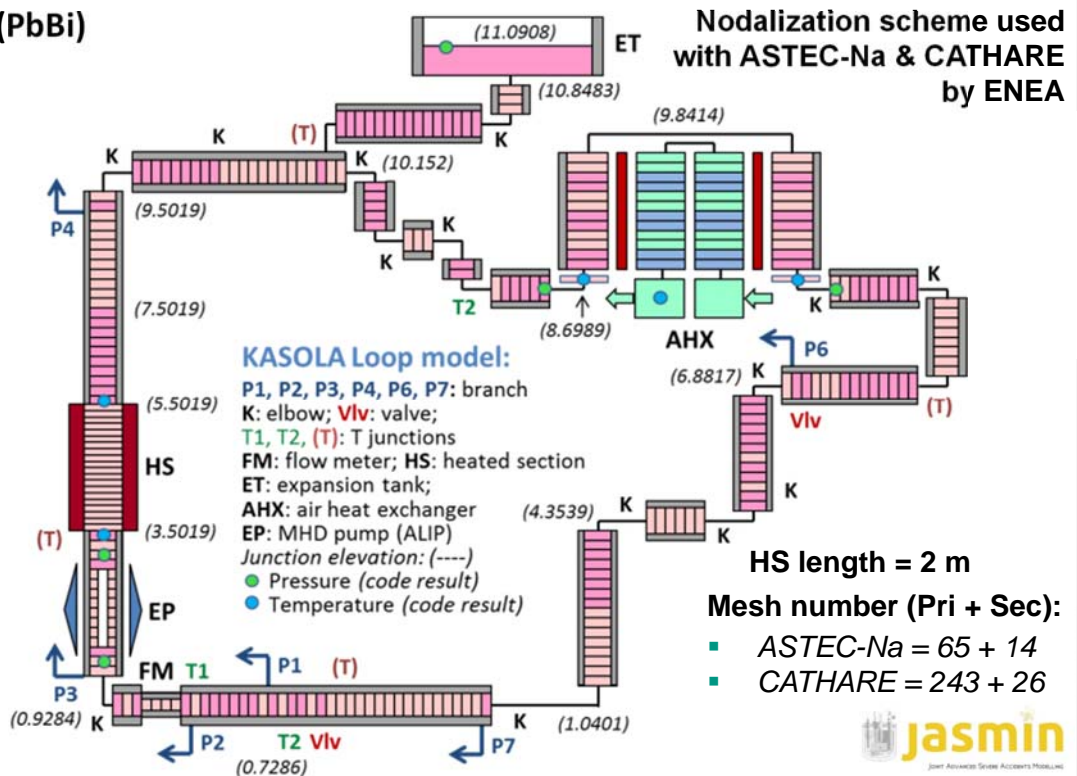 (PbBi)
Nodalization scheme used
with ASTEC-Na & CATHARE
by ENEA
(11.0908)
ET
(10.8483)
(9.8414)
K
(T)
K
K
(10.152)
K
P4
(9.5019)
K
K
T2
(8.6989)
AHX
K
K
(7.5019)
P6
(6.8817)
K
Vlv
(T)
KASOLA Loop model:
P1, P2, P3, P4, P6, P7: branch
K: elbow; Vlv: valve;
T1, T2, (T): T junctions
FM: flow meter; HS: heated section
ET: expansion tank;
AHX: air heat exchanger
EP: MHD pump (ALIP)
Junction elevation: (----)
Pressure (code result)
Temperature (code result)
(5.5019)
HS
(3.5019)
(T)
EP
K
K
(4.3539)
K
HS length = 2 m
Mesh number (Pri + Sec):
▪ ASTEC-Na = 65 + 14
▪ CATHARE = 243 + 26
P3
FM
T1
P1
(T)
(0.9284)
K
K
(1.0401)
P2
T2
Vlv
P7
(0.7286)
jasmin
JOINT ADVANCED SEVERE ACCIDENTS MODELLING